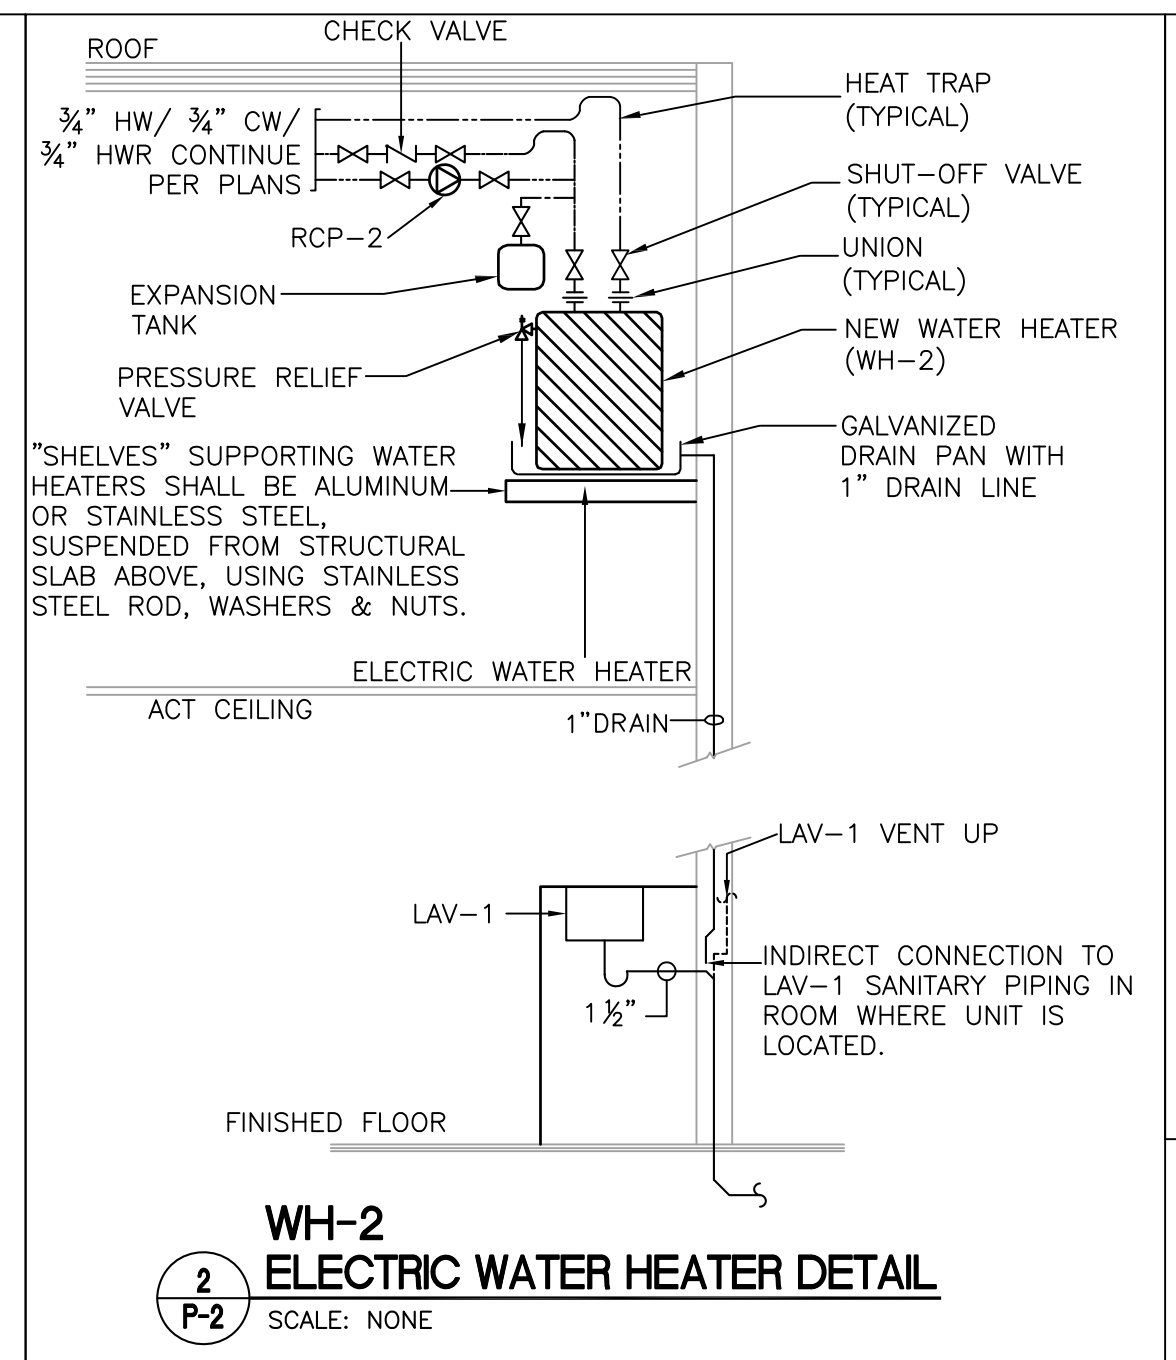 ROOF
CHECK VALVE
¾" HW/ ¾" CW/
¾" HWR CONTINUE
PER PLANS
HEAT TRAP
(TYPICAL)
SHUT-OFF VALVE
(TYPICAL)
RCP-2
UNION
(TYPICAL)
EXPANSION
TANK
NEW WATER HEATER
(WH-2)
PRESSURE RELIEF
VALVE
GALVANIZED
DRAIN PAN WITH
1" DRAIN LINE
"SHELVES" SUPPORTING WATER
HEATERS SHALL BE ALUMINUM
OR STAINLESS STEEL,
SUSPENDED FROM STRUCTURAL
SLAB ABOVE, USING STAINLESS
STEEL ROD, WASHERS & NUTS.
ELECTRIC WATER HEATER
ACT CEILING
1"DRAIN
LAV-1 VENT UP
LAV-1
INDIRECT CONNECTION TO
LAV-1 SANITARY PIPING IN
ROOM WHERE UNIT IS
LOCATED.
1 ½"
FINISHED FLOOR
WH-2
ELECTRIC WATER HEATER DETAIL
2
P-2
SCALE: NONE